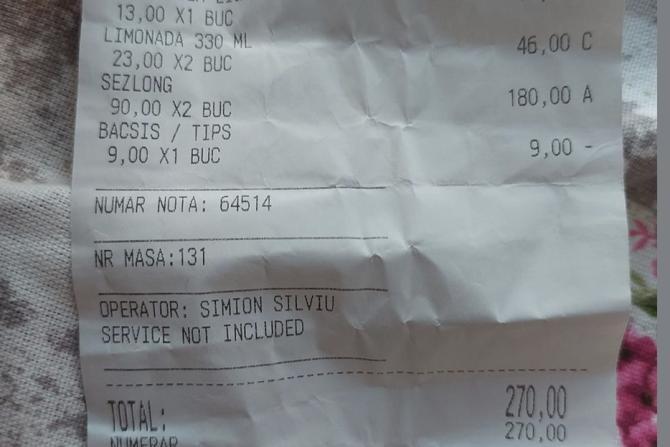 13,00 X1 BUC
LIMONADA 330 ML 46,00 C
23,00 X2 BUC
SEZLONG
90,00 X2 BUC 180,00 A
BACSIS / TIPS
9,00 X1 BUC 9,00 -
NUMAR NOTA: 64514
NR MASA:131
OPERATOR: SIMION SILVIU
SERVICE NOT INCLUDED
TOTAL: 270,00
NUMERAR 270,00